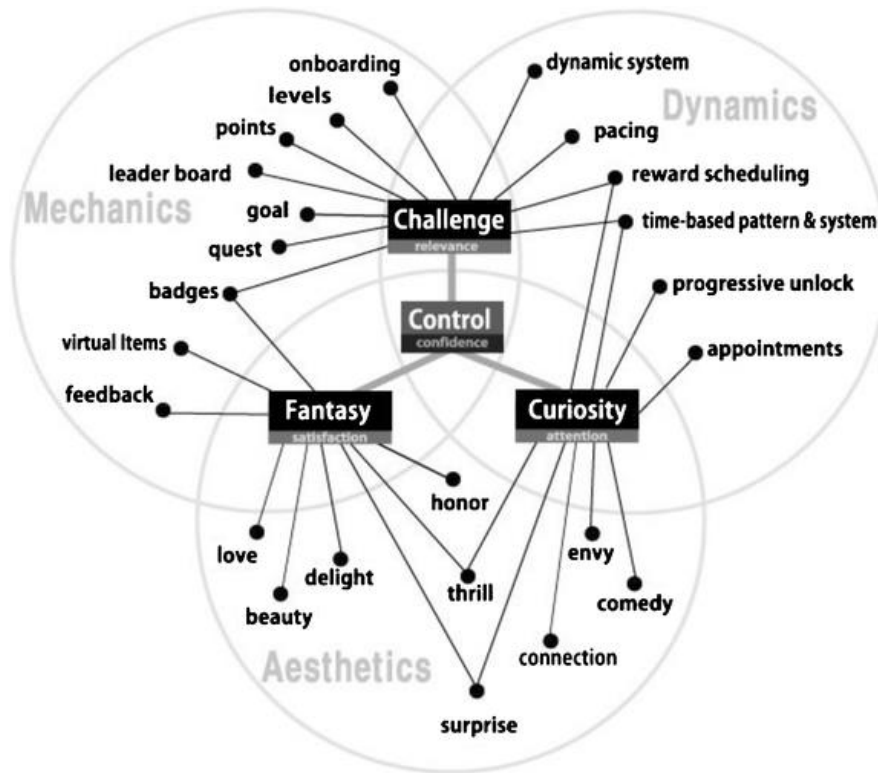 onboarding
dynamic system
levels
Dynamics
points
pacing
leader board
reward scheduling
Mechanics
goal
Challenge
relevance
time-based pattern & system
quest
badges
progressive unlock
Control
confidence
virtual Items
appointments
feedback
Fantasy
satisfaction
Curiosity
attention
honor
love
envy
delight
thrill
beauty
comedy
connection
Aesthetics
surprise